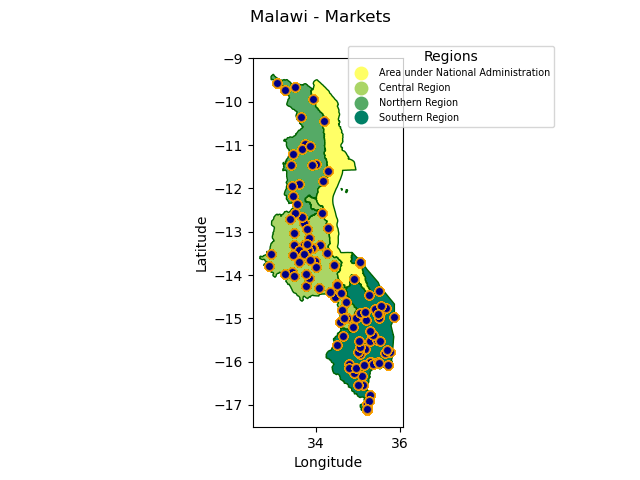 Malawi - Markets
Regions
Area under National Administration
Central Region
Northern Region
Southern Region
−9
−10
−11
−12
−13
−14
−15
−16
−17
Latitude
34
36
Longitude